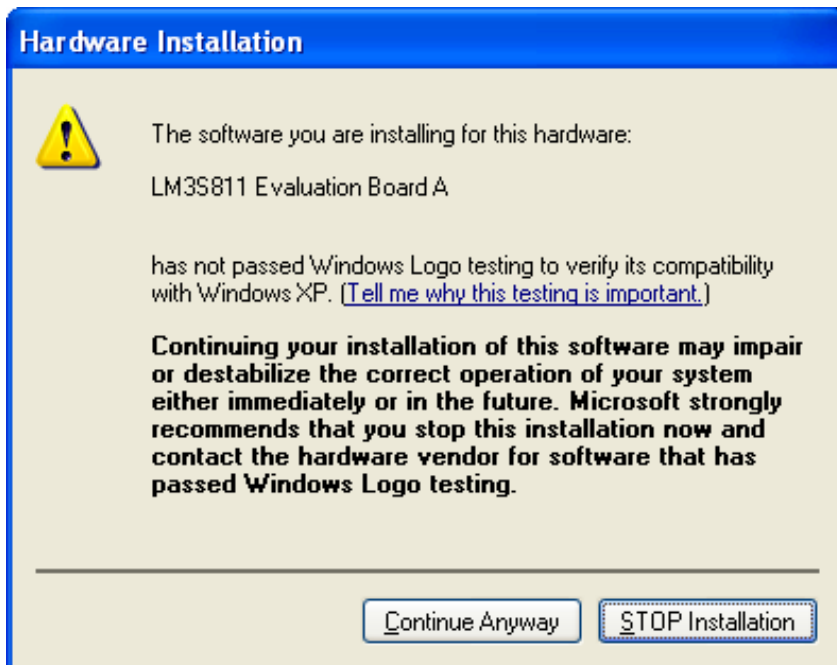 Hardware Installation
The software you are installing for this hardware:
LM3S811 Evaluation Board A
has not passed Windows Logo testing to verify its compatibility
with Windows XP. (Tell me why this testing is important.)
Continuing your installation of this software may impair
or destabilize the correct operation of your system
either immediately or in the future. Microsoft strongly
recommends that you stop this installation now and
contact the hardware vendor for software that has
passed Windows Logo testing.
Continue Anyway
STOP Installation